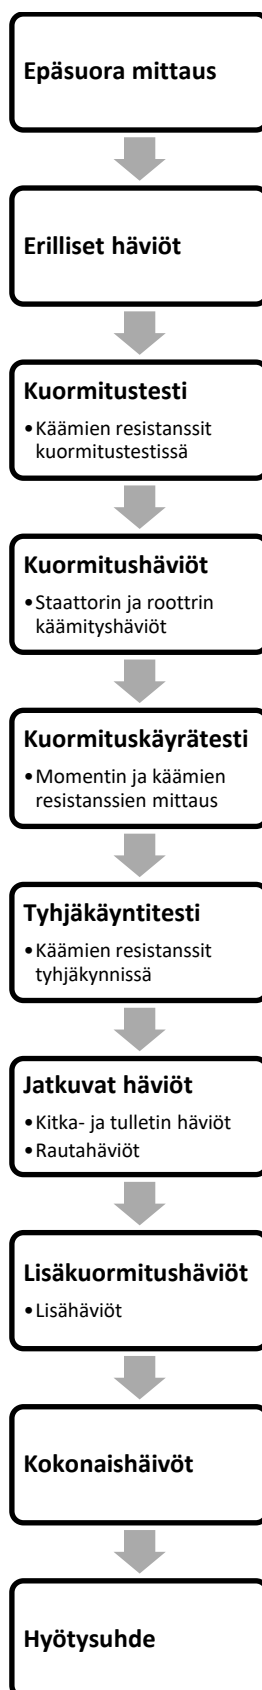 Epäsuora mittaus
Erilliset häviöt
Kuormitustesti
•Käämien resistanssit
kuormitustestissä
Kuormitushäviöt
•Staattorin ja roottrin
käämityshäviöt
Kuormituskäyrätesti
•Momentin ja käämien
resistanssien mittaus
Tyhjäkäyntitesti
•Käämien resistanssit
tyhjäkynnissä
Jatkuvat häviöt
•Kitka- ja tulletin häviöt
•Rautahäviöt
Lisäkuormitushäviöt
•Lisähäviöt
Kokonaishäivöt
Hyötysuhde